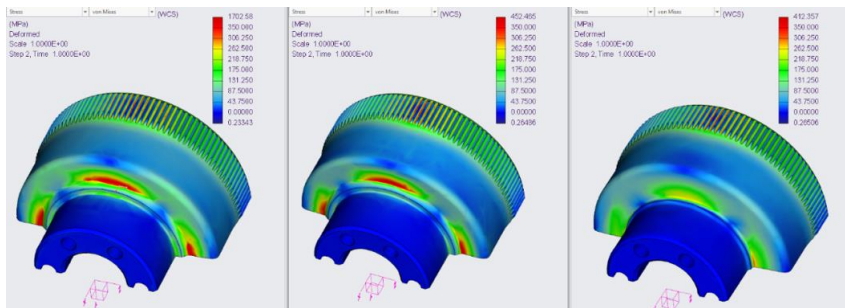 Stress von Mises (WCS)
(MPa)
Deformed
Scale 1.0000E+00
Step 2, Time 1.0000E+00
1702.58
350.000
306.250
262.500
218.750
175.000
131.250
87.5000
43.7500
0.00000
0.23343
Stress von Mises (WCS)
(MPa)
Deformed
Scale 1.0000E+00
Step 2, Time 1.0000E+00
452.465
350.000
306.250
262.500
218.750
175.000
131.250
87.5000
43.7500
0.00000
0.26486
Stress von Mises (WCS)
(MPa)
Deformed
Scale 1.0000E+00
Step 2, Time 1.0000E+00
412.357
350.000
306.250
262.500
218.750
175.000
131.250
87.5000
43.7500
0.00000
0.26506